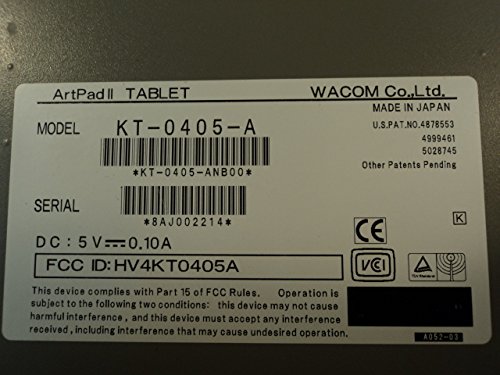 ArtPad II TABLET WACOM Co.,Ltd.
MADE IN JAPAN
MODEL KT-0405-A
U.S.PAT.NO.4878553
4999461
5028745
*KT-0405-ANB00*
Other Patents Pending
SERIAL
*8AJ002214*
CE
K
DC: 5V⎓0.10A
VCI
FCC ID:HV4KT0405A
This device complies with Part 15 of FCC Rules. Operation is
subject to the following two conditions: this device may not cause
harmful interference, and this device must accept any interference
received, including interference that may cause undesired operation.
A052-02